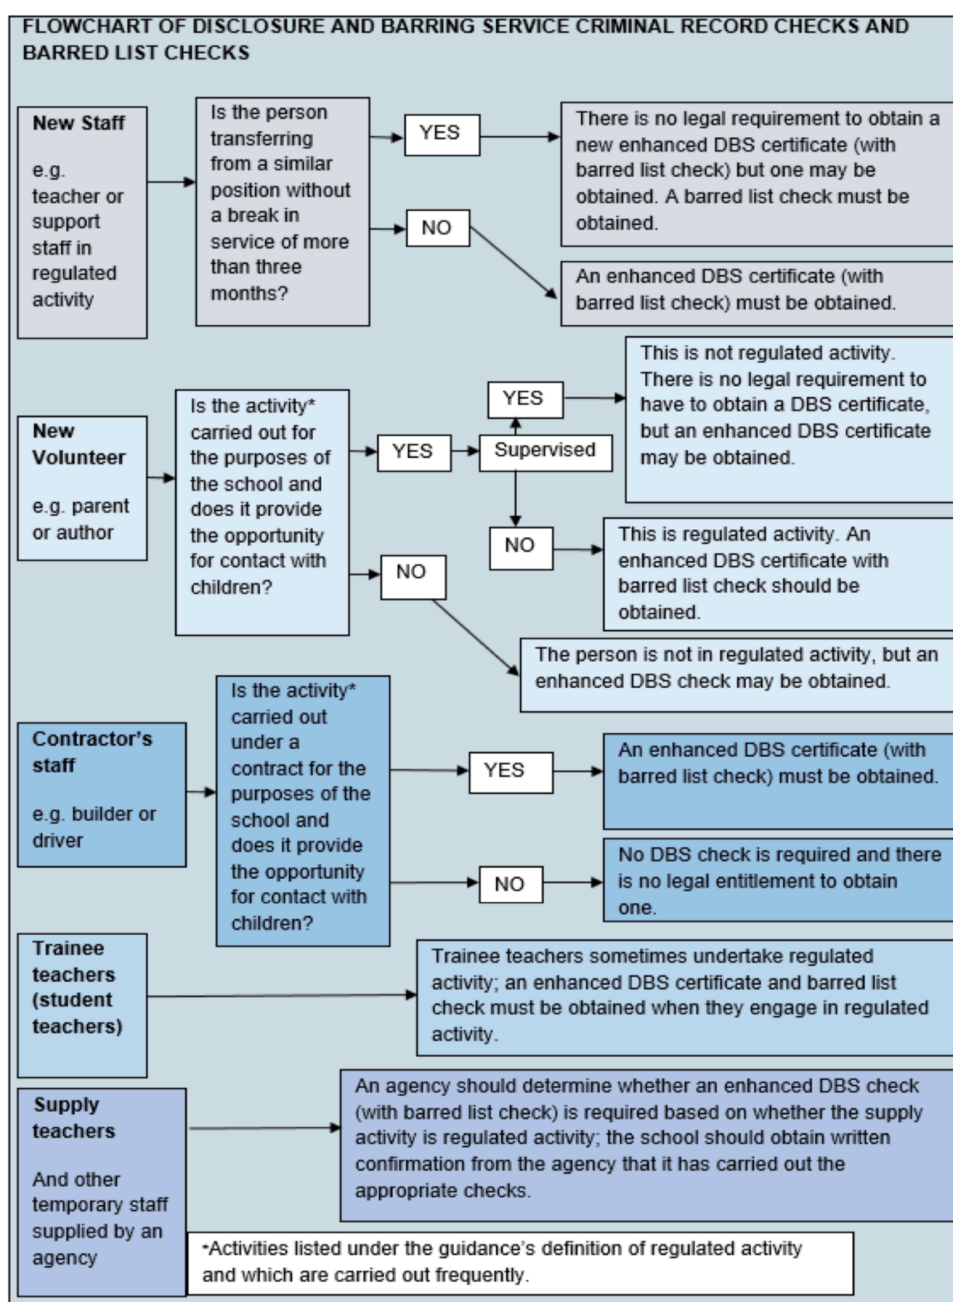 FLOWCHART OF DISCLOSURE AND BARRING SERVICE CRIMINAL RECORD CHECKS AND
BARRED LIST CHECKS
New Staff
e.g.
teacher or
support
staff in
regulated
activity
Is the person
transferring
from a similar
position without
a break in
service of more
than three
months?
YES
There is no legal requirement to obtain a
new enhanced DBS certificate (with
barred list check) but one may be
obtained. A barred list check must be
obtained.
NO
An enhanced DBS certificate (with
barred list check) must be obtained.
New
Volunteer
e.g. parent
or author
Is the activity*
carried out for
the purposes of
the school and
does it provide
the opportunity
for contact with
children?
YES
Supervised
YES
This is not regulated activity.
There is no legal requirement to
have to obtain a DBS certificate,
but an enhanced DBS certificate
may be obtained.
NO
This is regulated activity. An
enhanced DBS certificate with
barred list check should be
obtained.
NO
The person is not in regulated activity, but an
enhanced DBS check may be obtained.
Contractor's
staff
e.g. builder or
driver
Is the activity*
carried out
under a
contract for the
purposes of the
school and
does it provide
the opportunity
for contact with
children?
YES
An enhanced DBS certificate (with
barred list check) must be obtained.
NO
No DBS check is required and there
is no legal entitlement to obtain
one.
Trainee
teachers
(student
teachers)
Trainee teachers sometimes undertake regulated
activity; an enhanced DBS certificate and barred list
check must be obtained when they engage in regulated
activity.
Supply
teachers
And other
temporary staff
supplied by an
agency
An agency should determine whether an enhanced DBS check
(with barred list check) is required based on whether the supply
activity is regulated activity; the school should obtain written
confirmation from the agency that it has carried out the
appropriate checks.
*Activities listed under the guidance's definition of regulated activity
and which are carried out frequently.